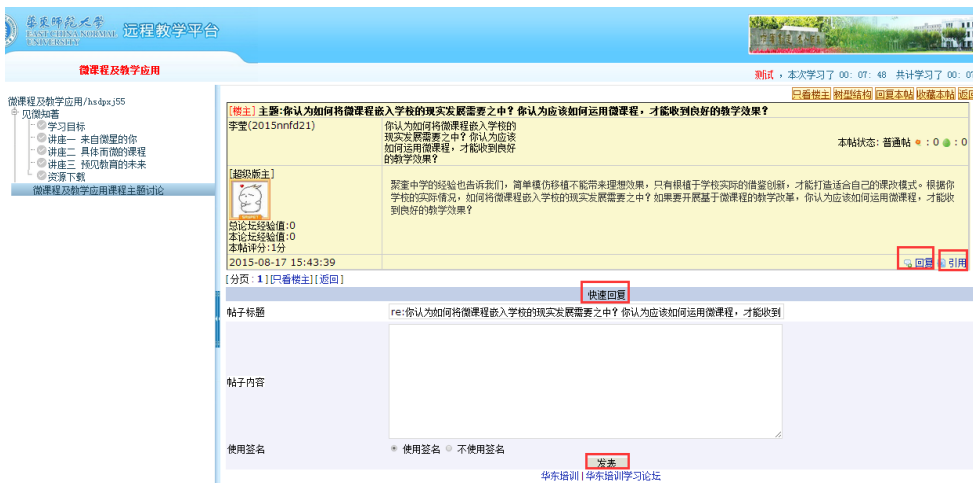 华东师范大学
EAST CHINA NORMAL
UNIVERSITY
远程教学平台
微课程及教学应用
测试 , 本次学习了 00: 07: 48 共计学习了 00: 0
只看楼主 树型结构 回复本帖 收藏本帖 返回
微课程及教学应用/hsdpxj55
见微知著
学习目标
讲座一 来自微星的你
讲座二 具体而微的课程
讲座三 预见教育的未来
资源下载
微课程及教学应用课程主题讨论
[楼主] 主题:你认为如何将微课程嵌入学校的现实发展需要之中？你认为应该如何运用微课程，才能收到良好的教学效果？
李莹(2015nnfd21)
你认为如何将微课程嵌入学校的
现实发展需要之中？你认为应该
如何运用微课程，才能收到良好
的教学效果？
本帖状态: 普通帖 : 0 : 0
[超级版主]
总论坛经验值:0
本论坛经验值:0
本帖评分:1分
聚奎中学的经验也告诉我们，简单模仿移植不能带来理想效果，只有根植于学校实际的借鉴创新，才能打造适合自己的课改模式。根据你
学校的实际情况，如何将微课程嵌入学校的现实发展需要之中？如果要开展基于微课程的教学改革，你认为应该如何运用微课程，才能收
到良好的教学效果？
2015-08-17 15:43:39
回复 引用
[分页: 1 ] [只看楼主] [返回]
快速回复
帖子标题
re:你认为如何将微课程嵌入学校的现实发展需要之中？你认为应该如何运用微课程，才能收到
帖子内容
使用签名
使用签名 不使用签名
发表
华东培训 | 华东培训学习论坛